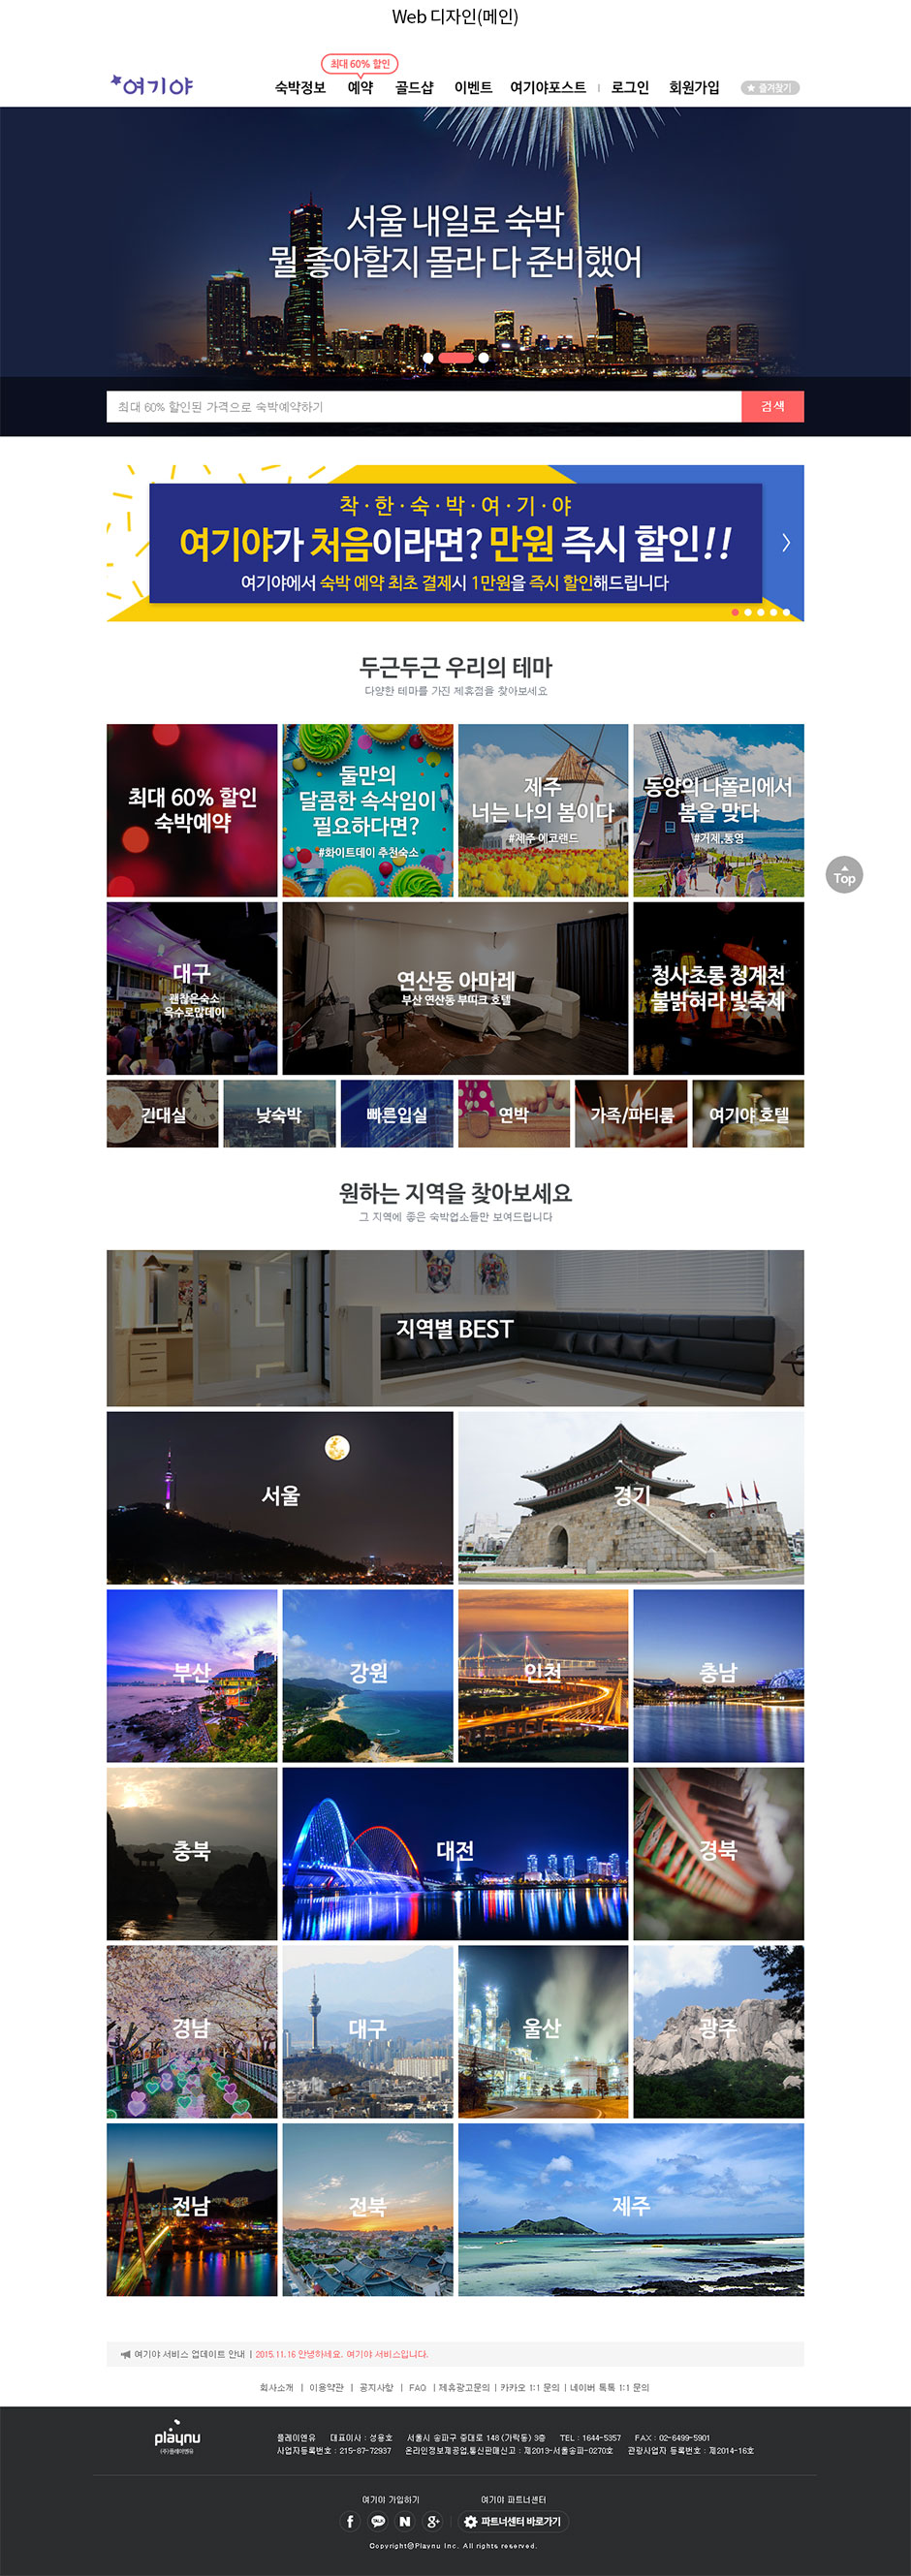 Web 디자인(메인)
최대 60% 할인
여기야
숙박정보 예약 골드샵 이벤트 여기야포스트 | 로그인 회원가입 ★ 즐겨찾기
서울 내일로 숙박
뭘 좋아할지 몰라 다 준비했어
최대 60% 할인된 가격으로 숙박예약하기 검색
착·한·숙·박·여·기·야
여기야가 처음이라면? 만원 즉시 할인!!
여기야에서 숙박 예약 최초 결제시 1만원을 즉시 할인해드립니다
두근두근 우리의 테마
다양한 테마를 가진 제휴점을 찾아보세요
최대 60% 할인
숙박예약
둘만의
달콤한 속삭임이
필요하다면?
#화이트데이 추천숙소
제주
너는 나의 봄이다
#제주 에코랜드
동양의 나폴리에서
봄을 맞다
#거제.통영
Top
대구
괜찮은숙소
옥수로맘데이
연산동 아마레
부산 연산동 부띠크 호텔
청사초롱 청계천
불밝혀라 빛축제
긴대실 낮숙박 빠른입실 연박 가족/파티룸 여기야 호텔
원하는 지역을 찾아보세요
그 지역에 좋은 숙박업소들만 보여드립니다
지역별 BEST
서울 경기
부산 강원 인천 충남
충북 대전 경북
경남 대구 울산 광주
전남 전북 제주
여기야 서비스 업데이트 안내 | 2015.11.16 안녕하세요. 여기야 서비스입니다.
회사소개 | 이용약관 | 공지사항 | FAQ | 제휴광고문의 | 카카오 1:1 문의 | 네이버 톡톡 1:1 문의
playnu
(주)플레이엔유
플레이엔유 대표이사 : 성용호 서울시 송파구 중대로 148 (가락동) 3층 TEL : 1644-5357 FAX : 02-6499-5901
사업자등록번호 : 215-87-72937 온라인정보제공업,통신판매신고 : 제2013-서울송파-0270호 관광사업자 등록번호 : 제2014-16호
여기야 가입하기 여기야 파트너센터
f TALK N g+ 파트너센터 바로가기
Copyright@Playnu Inc. All rights reserved.